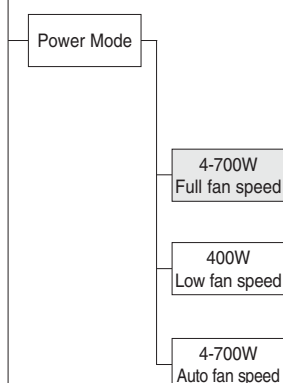 Power Mode
4-700W
Full fan speed
400W
Low fan speed
4-700W
Auto fan speed